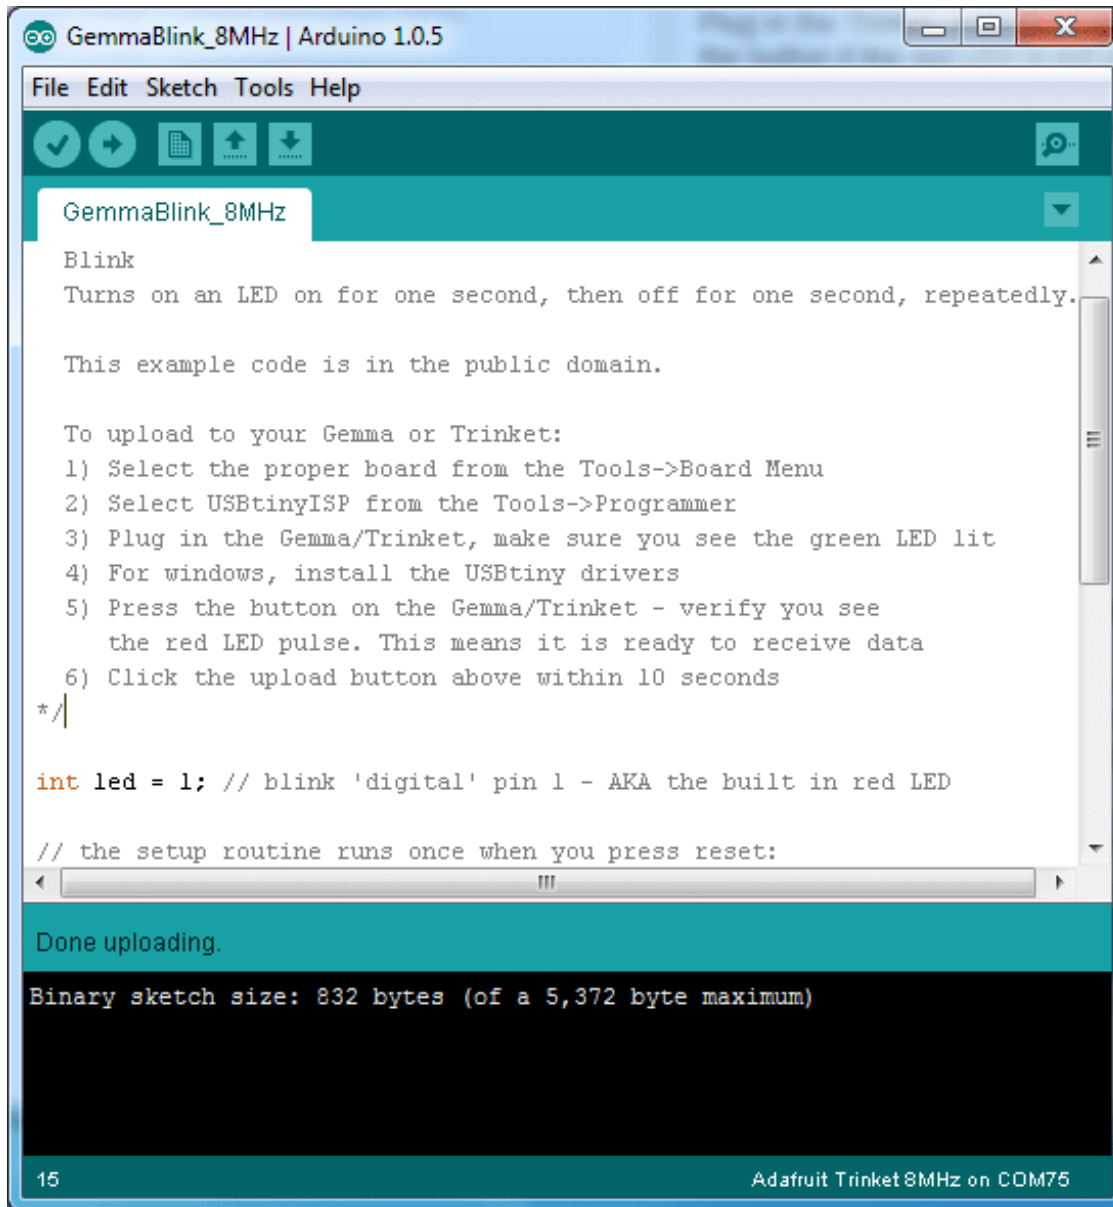 GemmaBlink_8MHz | Arduino 1.0.5
File Edit Sketch Tools Help
GemmaBlink_8MHz
Blink
Turns on an LED on for one second, then off for one second, repeatedly.
This example code is in the public domain.
To upload to your Gemma or Trinket:
1) Select the proper board from the Tools->Board Menu
2) Select USBtinyISP from the Tools->Programmer
3) Plug in the Gemma/Trinket, make sure you see the green LED lit
4) For windows, install the USBtiny drivers
5) Press the button on the Gemma/Trinket - verify you see
the red LED pulse. This means it is ready to receive data
6) Click the upload button above within 10 seconds
*/
int led = 1; // blink 'digital' pin 1 - AKA the built in red LED
// the setup routine runs once when you press reset:
Done uploading.
Binary sketch size: 832 bytes (of a 5,372 byte maximum)
15 Adafruit Trinket 8MHz on COM75